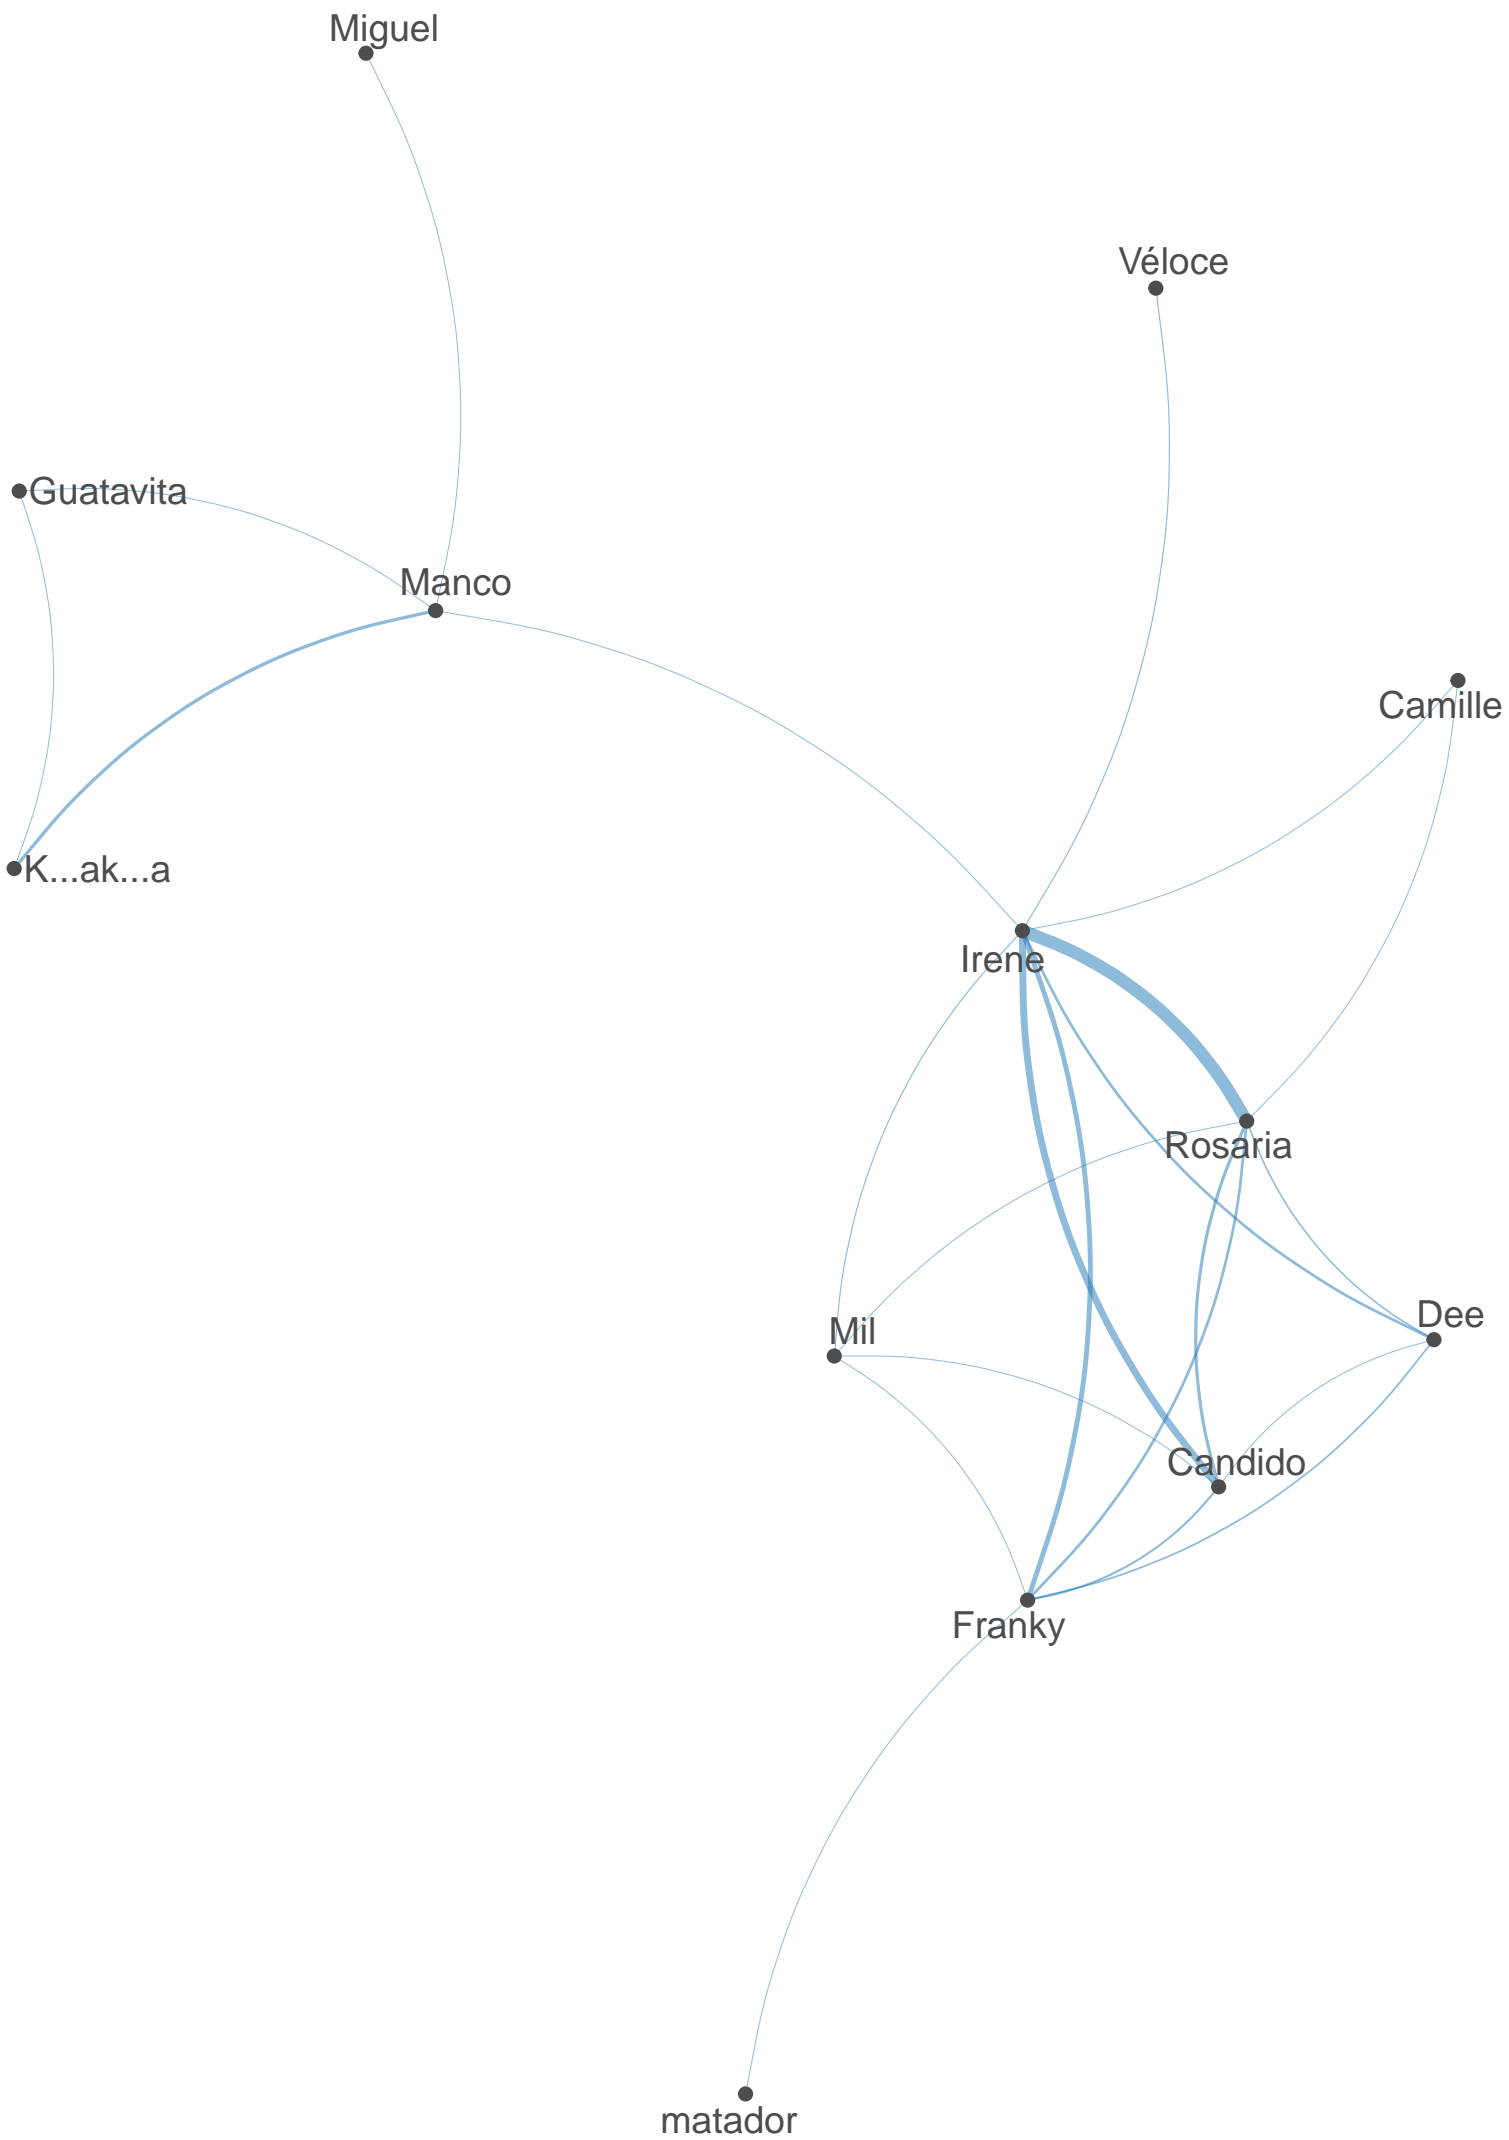 Miguel
Véloce
Guatavita
Manco
Camille
K...ak...a
Irene
Rosaria
Dee
Mil
Candido
Franky
matador